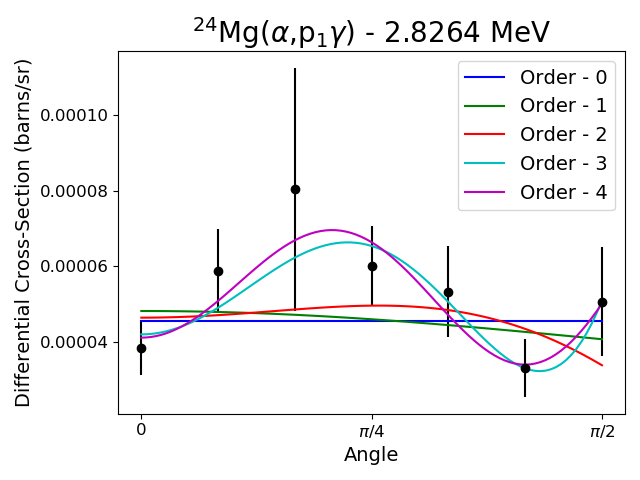 ²⁴Mg(α,p₁γ) - 2.8264 MeV
Differential Cross-Section (barns/sr)
0.00010
0.00008
0.00006
0.00004
Order - 0
Order - 1
Order - 2
Order - 3
Order - 4
0
π/4
π/2
Angle